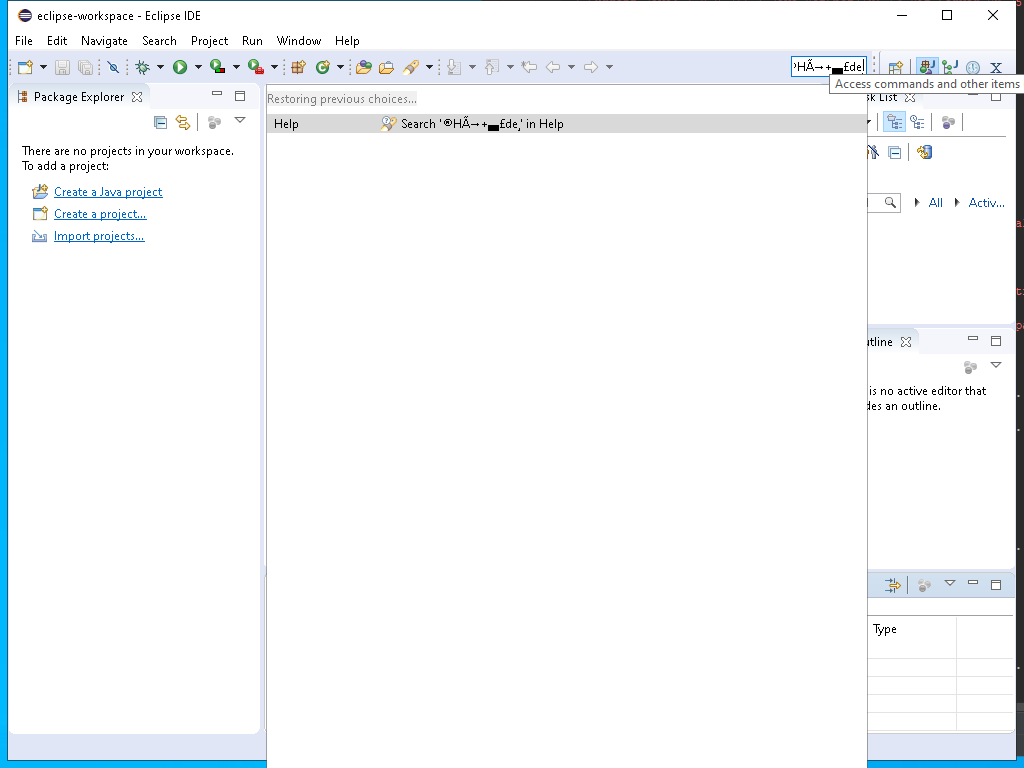 eclipse-workspace - Eclipse IDE
File Edit Navigate Search Project Run Window Help
HÃ→+▄£de
Access commands and other items
Package Explorer
Restoring previous choices...
sk List
Help Search '®HÃ→+▄£de,' in Help
There are no projects in your workspace.
To add a project:
Create a Java project
Create a project...
Import projects...
All Activ...
utline
is no active editor that
des an outline.
Type